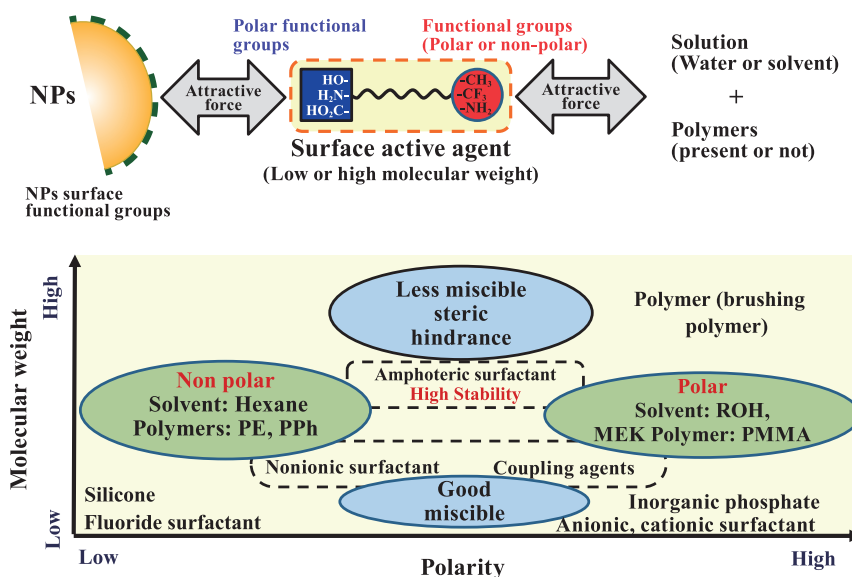 NPs
NPs surface
functional groups
Attractive
force
Polar functional
groups
HO-
H₂N-
HO₂C-
Functional groups
(Polar or non-polar)
-CH₃
-CF₃
-NH₂
Surface active agent
(Low or high molecular weight)
Attractive
force
Solution
(Water or solvent)
+
Polymers
(present or not)
Molecular weight
High
Low
Less miscible
steric
hindrance
Polymer (brushing
polymer)
Non polar
Solvent: Hexane
Polymers: PE, PPh
Amphoteric surfactant
High Stability
Polar
Solvent: ROH,
MEK Polymer: PMMA
Nonionic surfactant
Coupling agents
Good
miscible
Silicone
Fluoride surfactant
Inorganic phosphate
Anionic, cationic surfactant
Low
Polarity
High